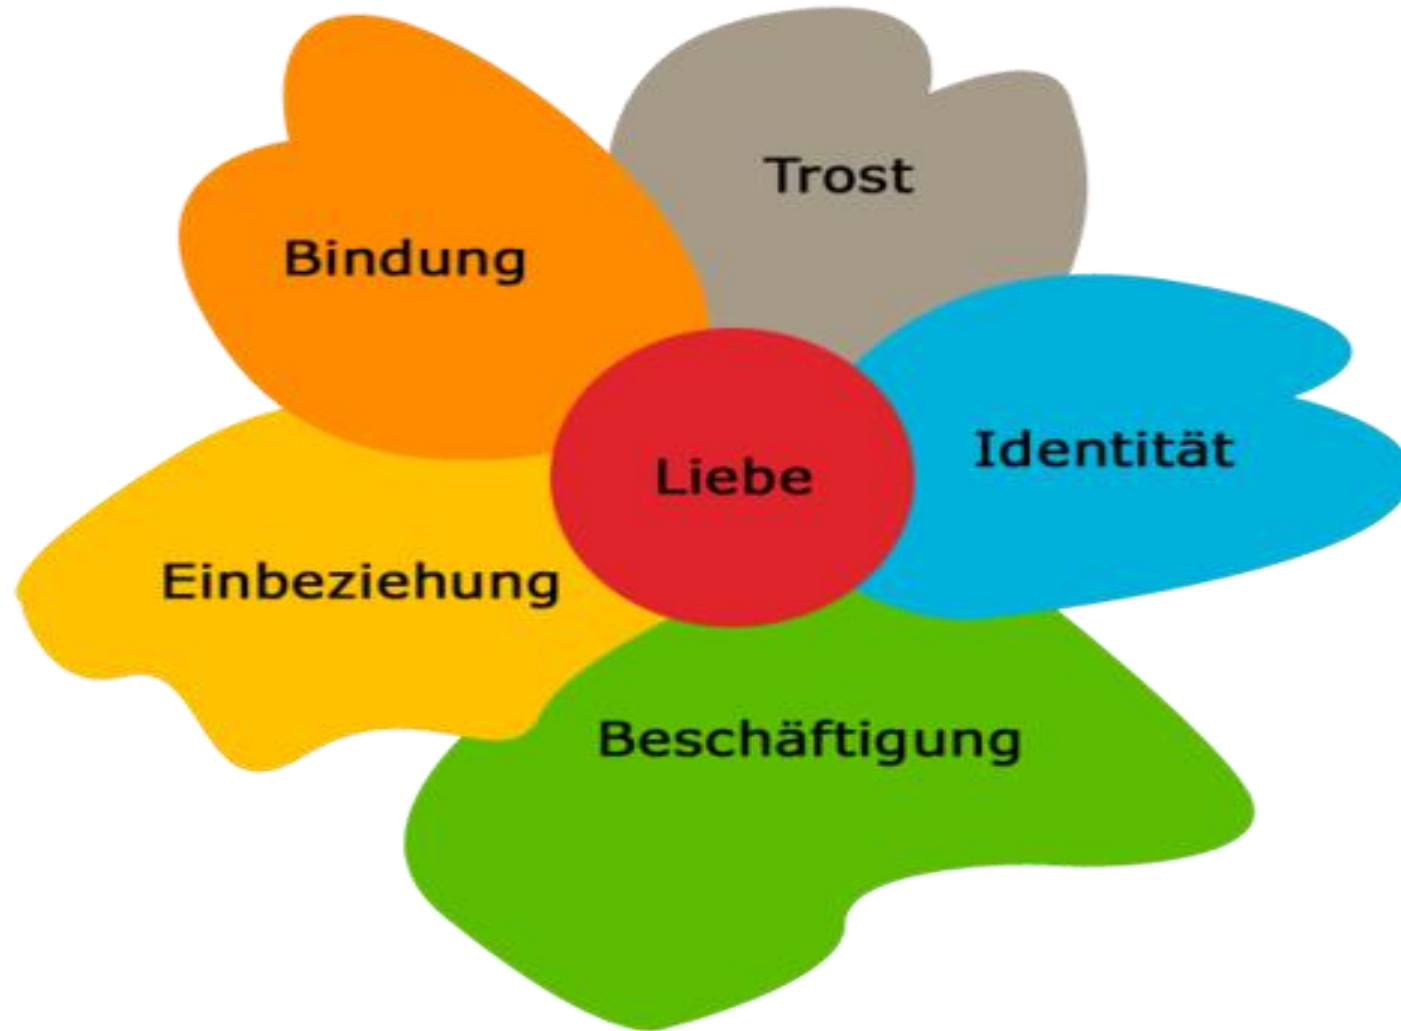 Trost
Bindung
Identität
Liebe
Einbeziehung
Beschäftigung